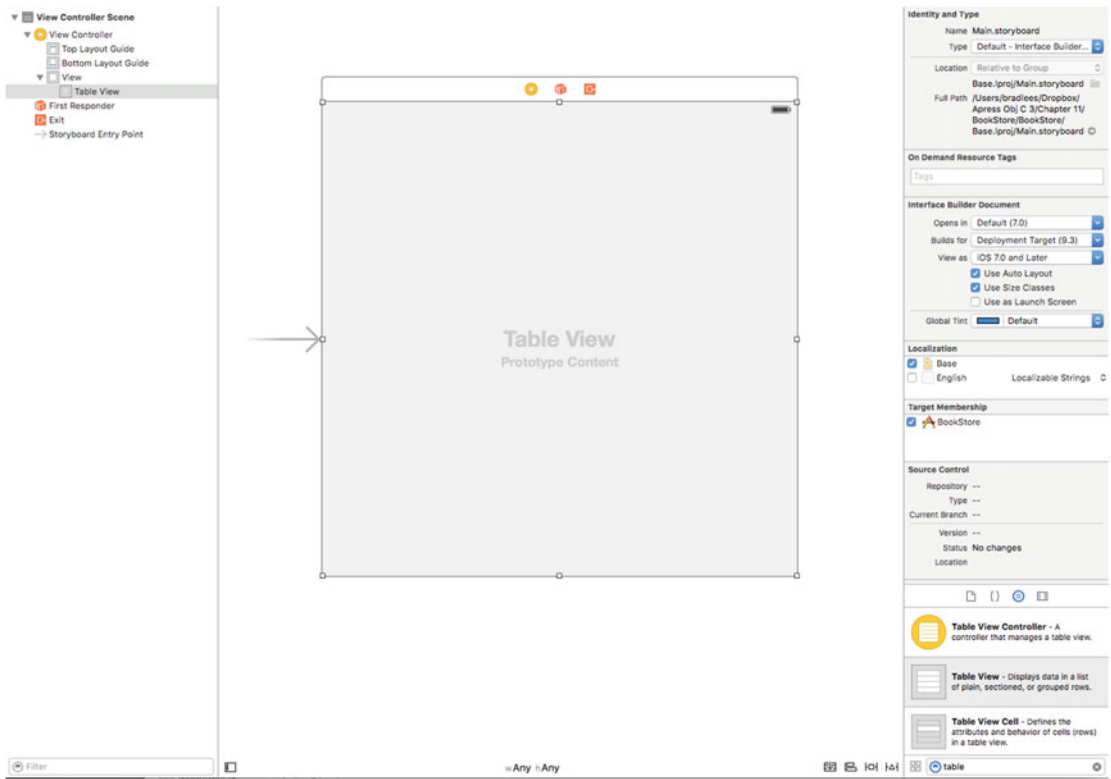 View Controller Scene
View Controller
Top Layout Guide
Bottom Layout Guide
View
Table View
First Responder
Exit
Storyboard Entry Point
Filter
Table View
Prototype Content
wAny hAny
Identity and Type
Name Main.storyboard
Type Default - Interface Builder...
Location Relative to Group
Base.lproj/Main.storyboard
Full Path /Users/bradlees/Dropbox/
Apress Obj C 3/Chapter 11/
BookStore/BookStore/
Base.lproj/Main.storyboard
On Demand Resource Tags
Tags
Interface Builder Document
Opens in Default (7.0)
Builds for Deployment Target (9.3)
View as iOS 7.0 and Later
Use Auto Layout
Use Size Classes
Use as Launch Screen
Global Tint Default
Localization
Base
English Localizable Strings
Target Membership
BookStore
Source Control
Repository --
Type --
Current Branch --
Version --
Status No changes
Location
Table View Controller - A
controller that manages a table view.
Table View - Displays data in a list
of plain, sectioned, or grouped rows.
Table View Cell - Defines the
attributes and behavior of cells (rows)
in a table view.
table